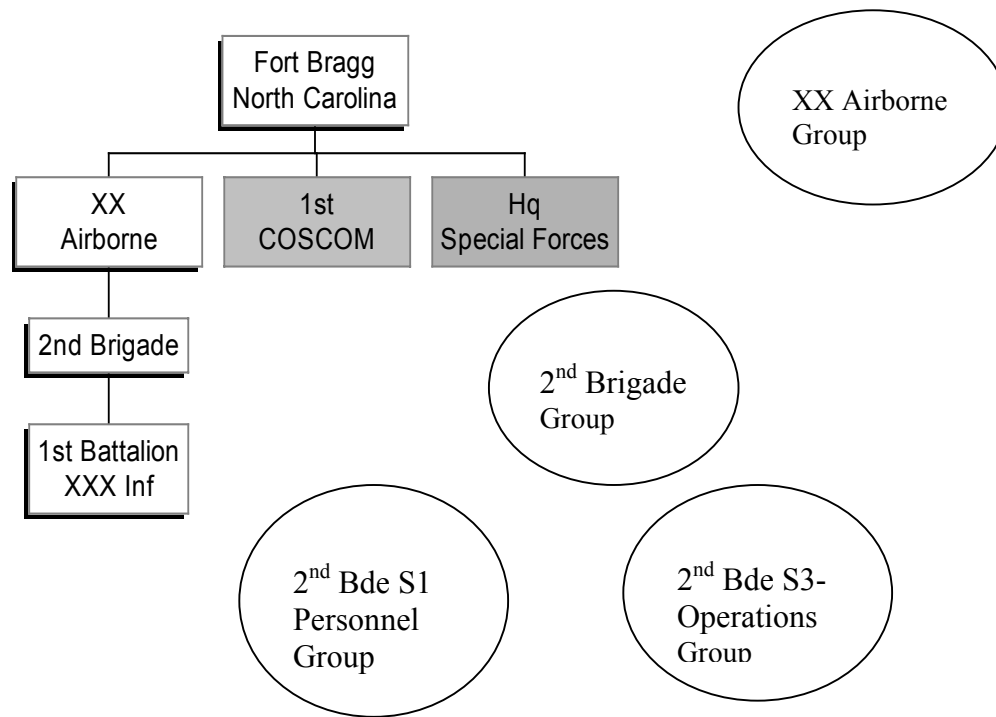 Fort Bragg
North Carolina
XX
Airborne
1st
COSCOM
Hq
Special Forces
2nd Brigade
1st Battalion
XXX Inf
XX Airborne
Group
2nd Brigade
Group
2nd Bde S1
Personnel
Group
2nd Bde S3-
Operations
Group